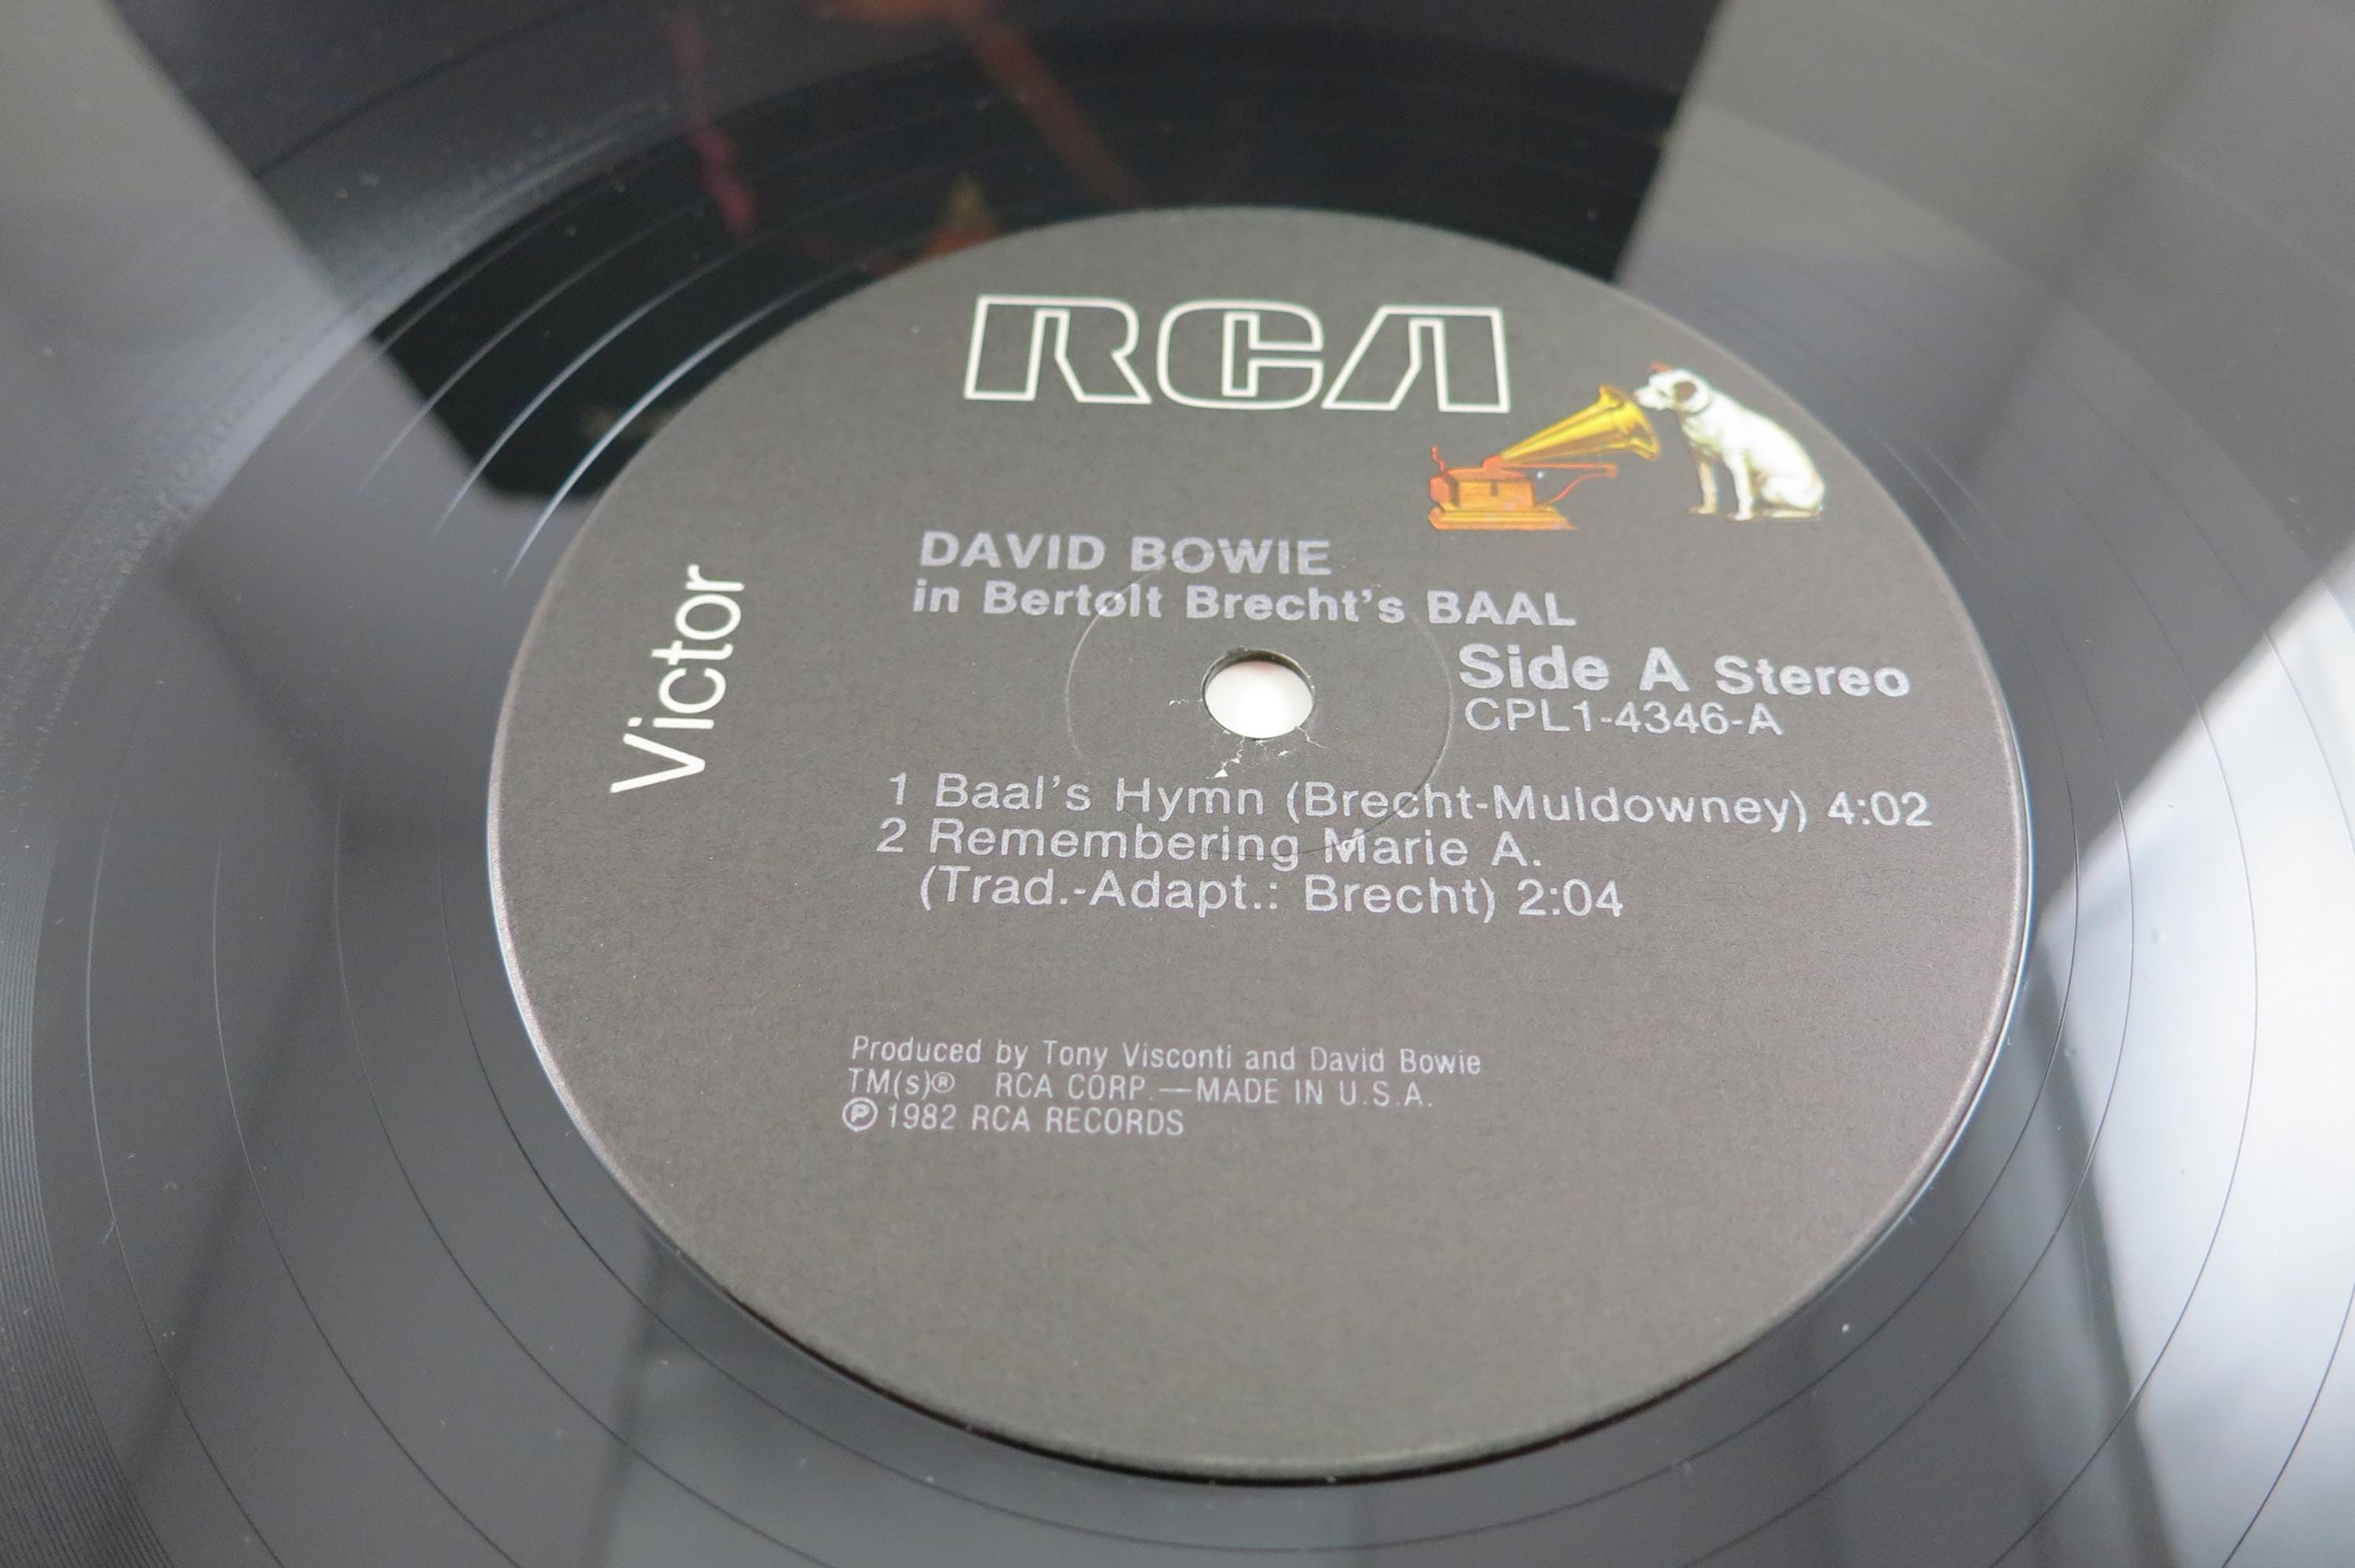 RCA
Victor
DAVID BOWIE
in Bertolt Brecht's BAAL
Side A Stereo
CPL1-4346-A
1 Baal's Hymn (Brecht-Muldowney) 4:02
2 Remembering Marie A.
(Trad.-Adapt.: Brecht) 2:04
Produced by Tony Visconti and David Bowie
TM(s)® RCA CORP.—MADE IN U.S.A.
℗ 1982 RCA RECORDS